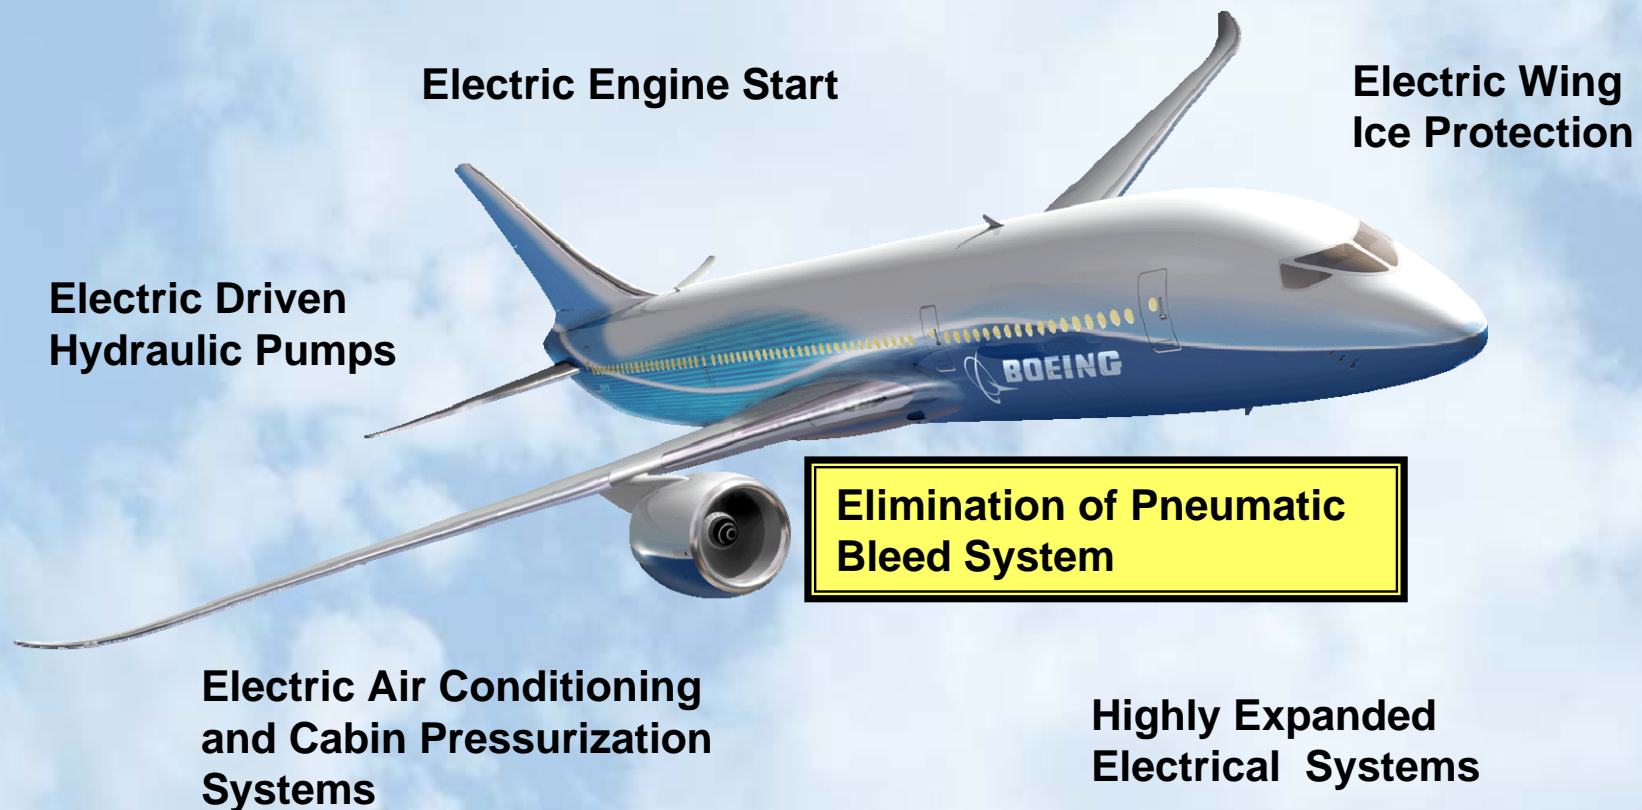 Electric Engine Start
Electric Wing
Ice Protection
Electric Driven
Hydraulic Pumps
BOEING
Elimination of Pneumatic
Bleed System
Electric Air Conditioning
and Cabin Pressurization
Systems
Highly Expanded
Electrical  Systems